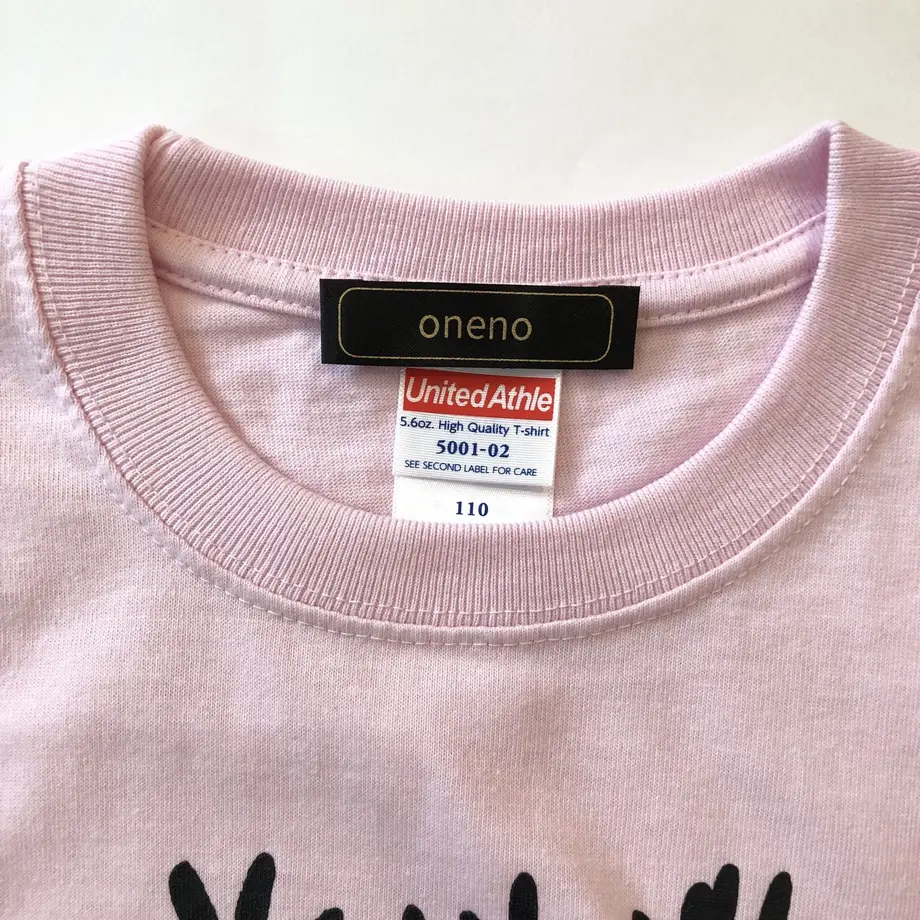 oneno
United Athle
5.6oz. High Quality T-shirt
5001-02
SEE SECOND LABEL FOR CARE
110